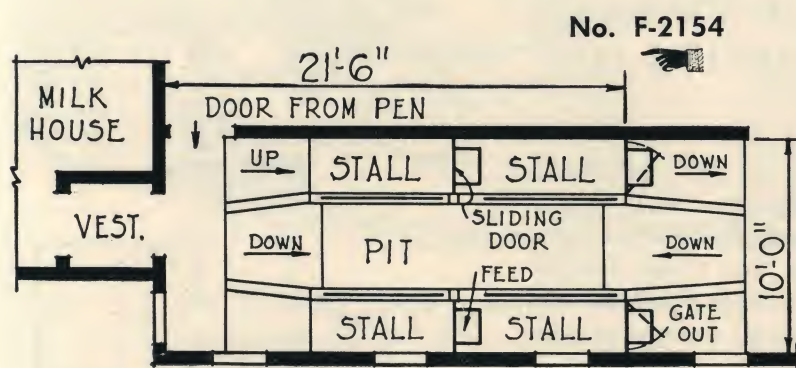 No. F-2154
21'-6"
MILK
HOUSE
DOOR FROM PEN
UP
STALL
STALL
DOWN
VEST.
SLIDING
DOOR
DOWN
PIT
DOWN
10'-0"
FEED
STALL
STALL
GATE
OUT